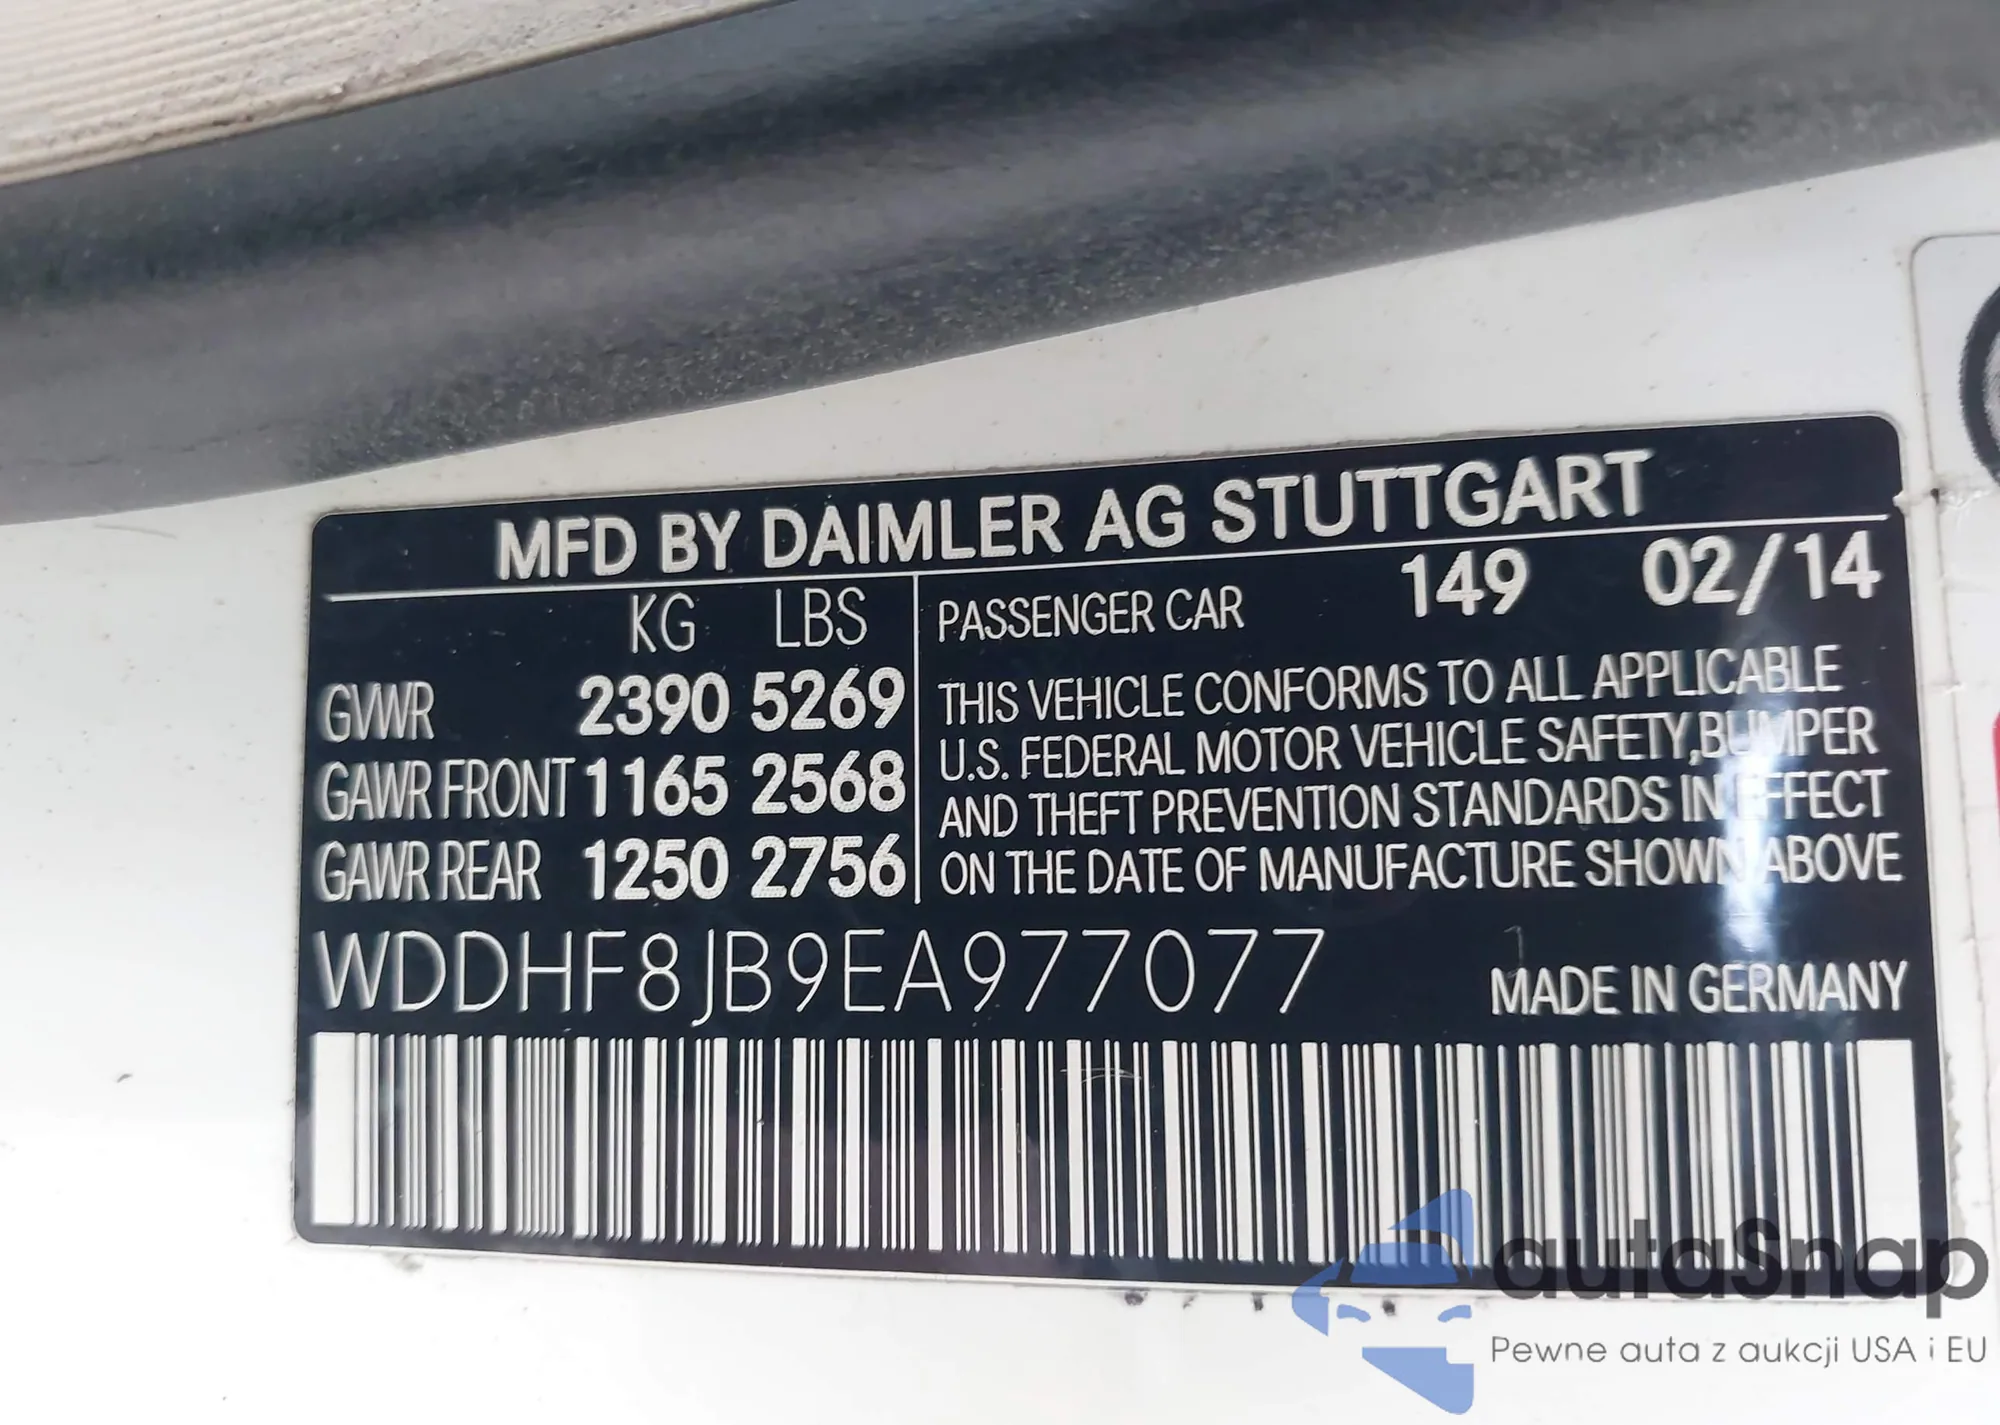 MFD BY DAIMLER AG STUTTGART
KG LBS
GVWR 2390 5269
GAWR FRONT 1165 2568
GAWR REAR 1250 2756
PASSENGER CAR 149 02/14
THIS VEHICLE CONFORMS TO ALL APPLICABLE
U.S. FEDERAL MOTOR VEHICLE SAFETY,BUMPER
AND THEFT PREVENTION STANDARDS IN EFFECT
ON THE DATE OF MANUFACTURE SHOWN ABOVE
WDDHF8JB9EA977077
MADE IN GERMANY
autaSnap
Pewne auta z aukcji USA i EU